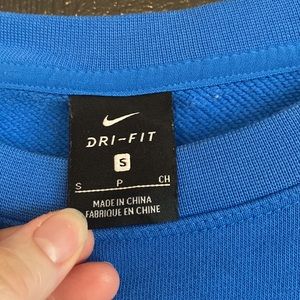 DRI-FIT
S
S P CH
MADE IN CHINA
FABRIQUE EN CHINE